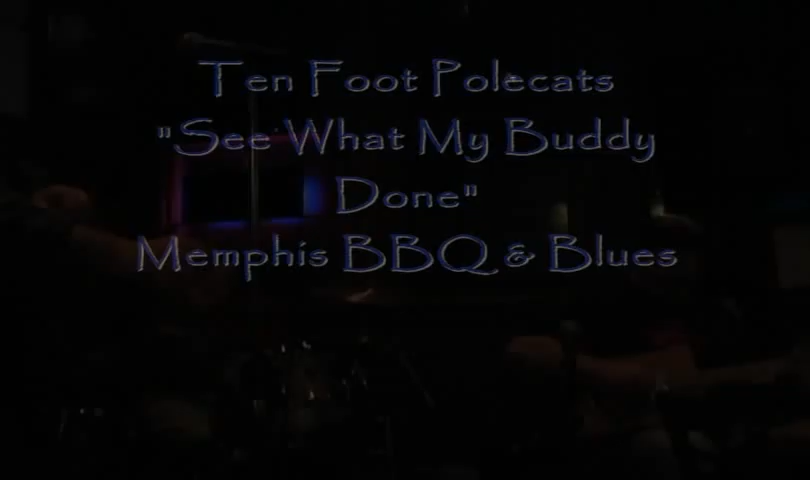 Ten Foot Polecats
"See What My Buddy
Done"
Memphis BBQ & Blues